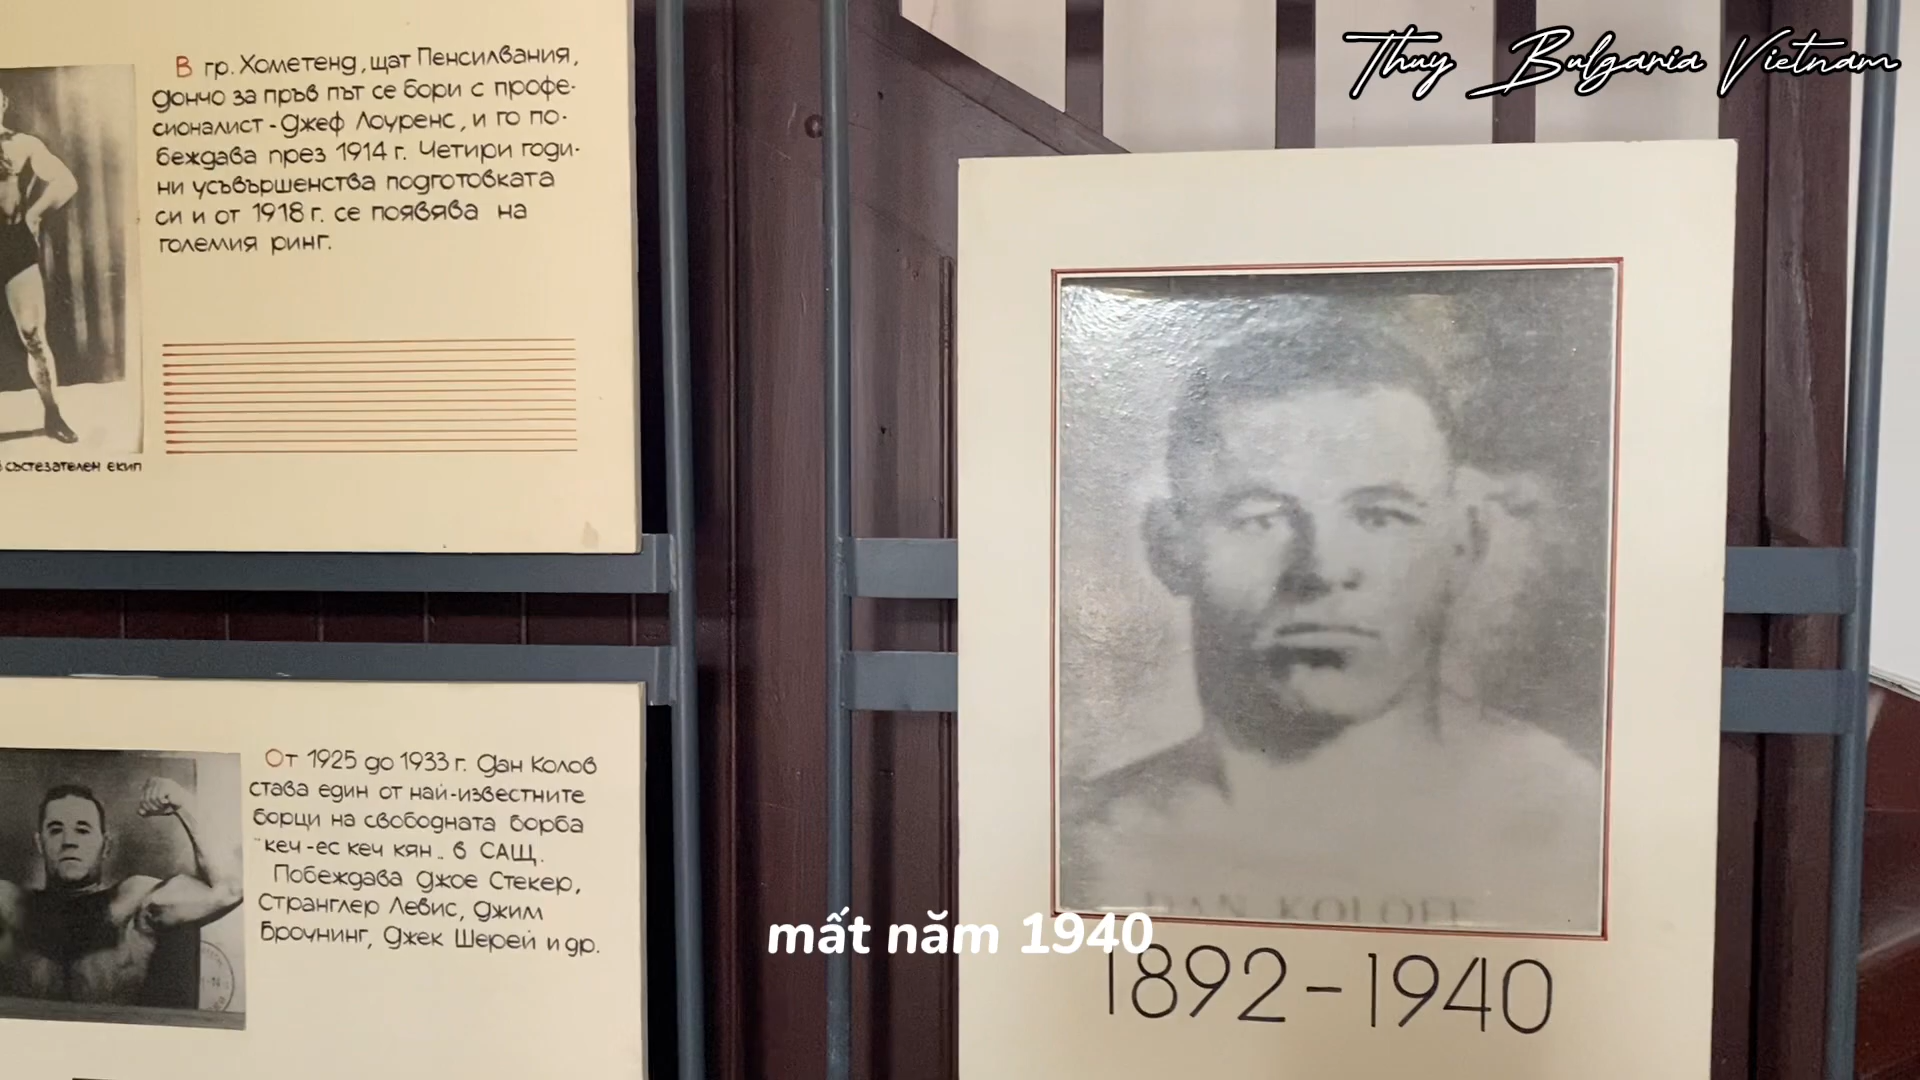 Thuy Bulgaria Vietnam
В гр. Хометенд, щат Пенсилвания,
Дончо за пръв път се бори с профе-
сионалист - Джеф Лоуренс, и го по-
беждава през 1914 г. Четири годи-
ни усъвършенства подготовката
си и от 1918 г. се появява на
големия ринг.
в състезателен екип
От 1925 до 1933 г. Дан Колов
става един от най-известните
борци на свободната борба
"кеч-ес кеч кян" в САЩ.
Побеждава Джое Стекер,
Странглер Левис, Джим
Броунинг, Джек Шерей и др.
DAN KOLOFF
mất năm 1940
1892-1940